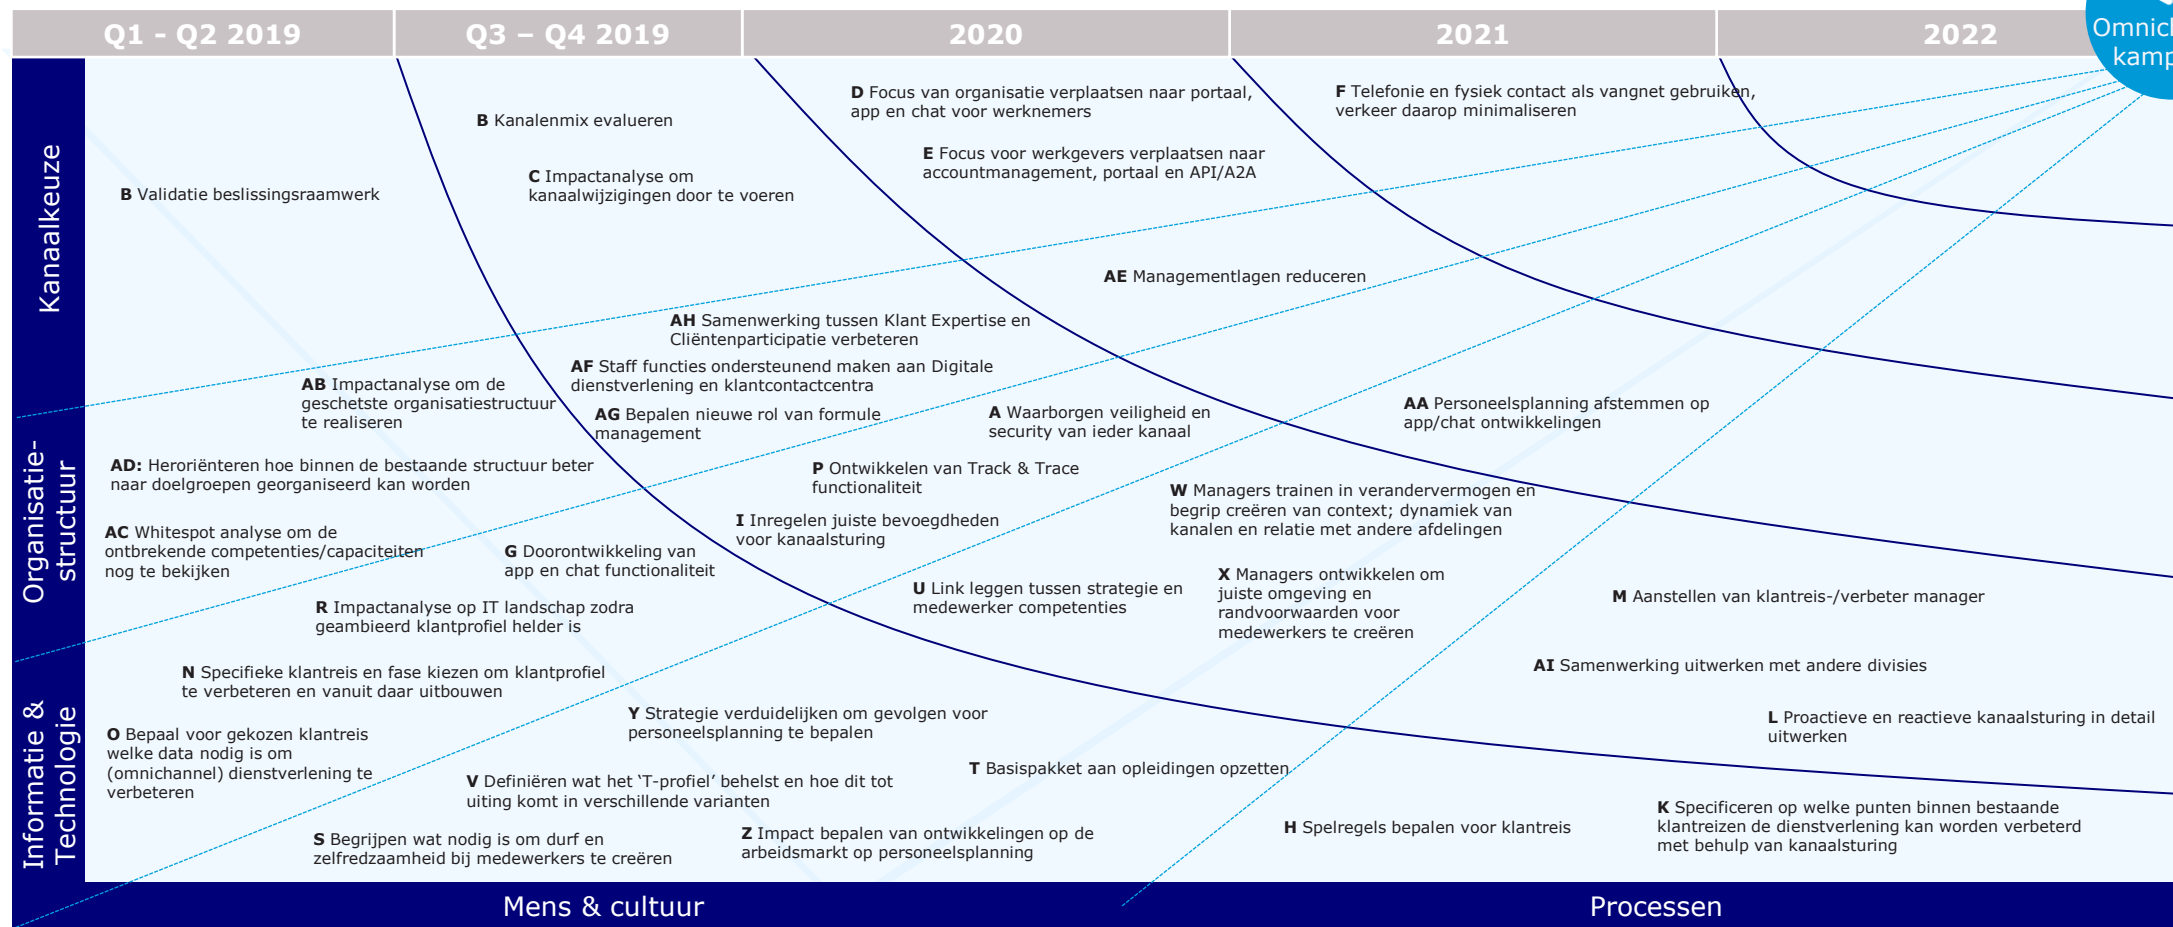 Q1 - Q2 2019
Q3 – Q4 2019
2020
2021
2022
Kanaalkeuze
Organisatie-
structuur
Informatie &
Technologie
B Validatie beslissingsraamwerk
B Kanalenmix evalueren
C Impactanalyse om
kanaalwijzigingen door te voeren
D Focus van organisatie verplaatsen naar portaal,
app en chat voor werknemers
E Focus voor werkgevers verplaatsen naar
accountmanagement, portaal en API/A2A
F Telefonie en fysiek contact als vangnet gebruiken,
verkeer daarop minimaliseren
AE Managementlagen reduceren
AH Samenwerking tussen Klant Expertise en
Cliëntenparticipatie verbeteren
AF Staff functies ondersteunend maken aan Digitale
dienstverlening en klantcontactcentra
AG Bepalen nieuwe rol van formule
management
AB Impactanalyse om de
geschetste organisatiestructuur
te realiseren
AD: Heroriënteren hoe binnen de bestaande structuur beter
naar doelgroepen georganiseerd kan worden
AC Whitespot analyse om de
ontbrekende competenties/capaciteiten
nog te bekijken
A Waarborgen veiligheid en
security van ieder kanaal
P Ontwikkelen van Track & Trace
functionaliteit
I Inregelen juiste bevoegdheden
voor kanaalsturing
G Doorontwikkeling van
app en chat functionaliteit
R Impactanalyse op IT landschap zodra
geambieerd klantprofiel helder is
N Specifieke klantreis en fase kiezen om klantprofiel
te verbeteren en vanuit daar uitbouwen
O Bepaal voor gekozen klantreis
welke data nodig is om
(omnichannel) dienstverlening te
verbeteren
AA Personeelsplanning afstemmen op
app/chat ontwikkelingen
W Managers trainen in verandervermogen en
begrip creëren van context; dynamiek van
kanalen en relatie met andere afdelingen
U Link leggen tussen strategie en
medewerker competenties
X Managers ontwikkelen om
juiste omgeving en
randvoorwaarden voor
medewerkers te creëren
Y Strategie verduidelijken om gevolgen voor
personeelsplanning te bepalen
T Basispakket aan opleidingen opzetten
V Definiëren wat het ‘T-profiel’ behelst en hoe dit tot
uiting komt in verschillende varianten
S Begrijpen wat nodig is om durf en
zelfredzaamheid bij medewerkers te creëren
Z Impact bepalen van ontwikkelingen op de
arbeidsmarkt op personeelsplanning
M Aanstellen van klantreis-/verbeter manager
AI Samenwerking uitwerken met andere divisies
L Proactieve en reactieve kanaalsturing in detail
uitwerken
H Spelregels bepalen voor klantreis
K Specificeren op welke punten binnen bestaande
klantreizen de dienstverlening kan worden verbeterd
met behulp van kanaalsturing
Mens & cultuur
Processen